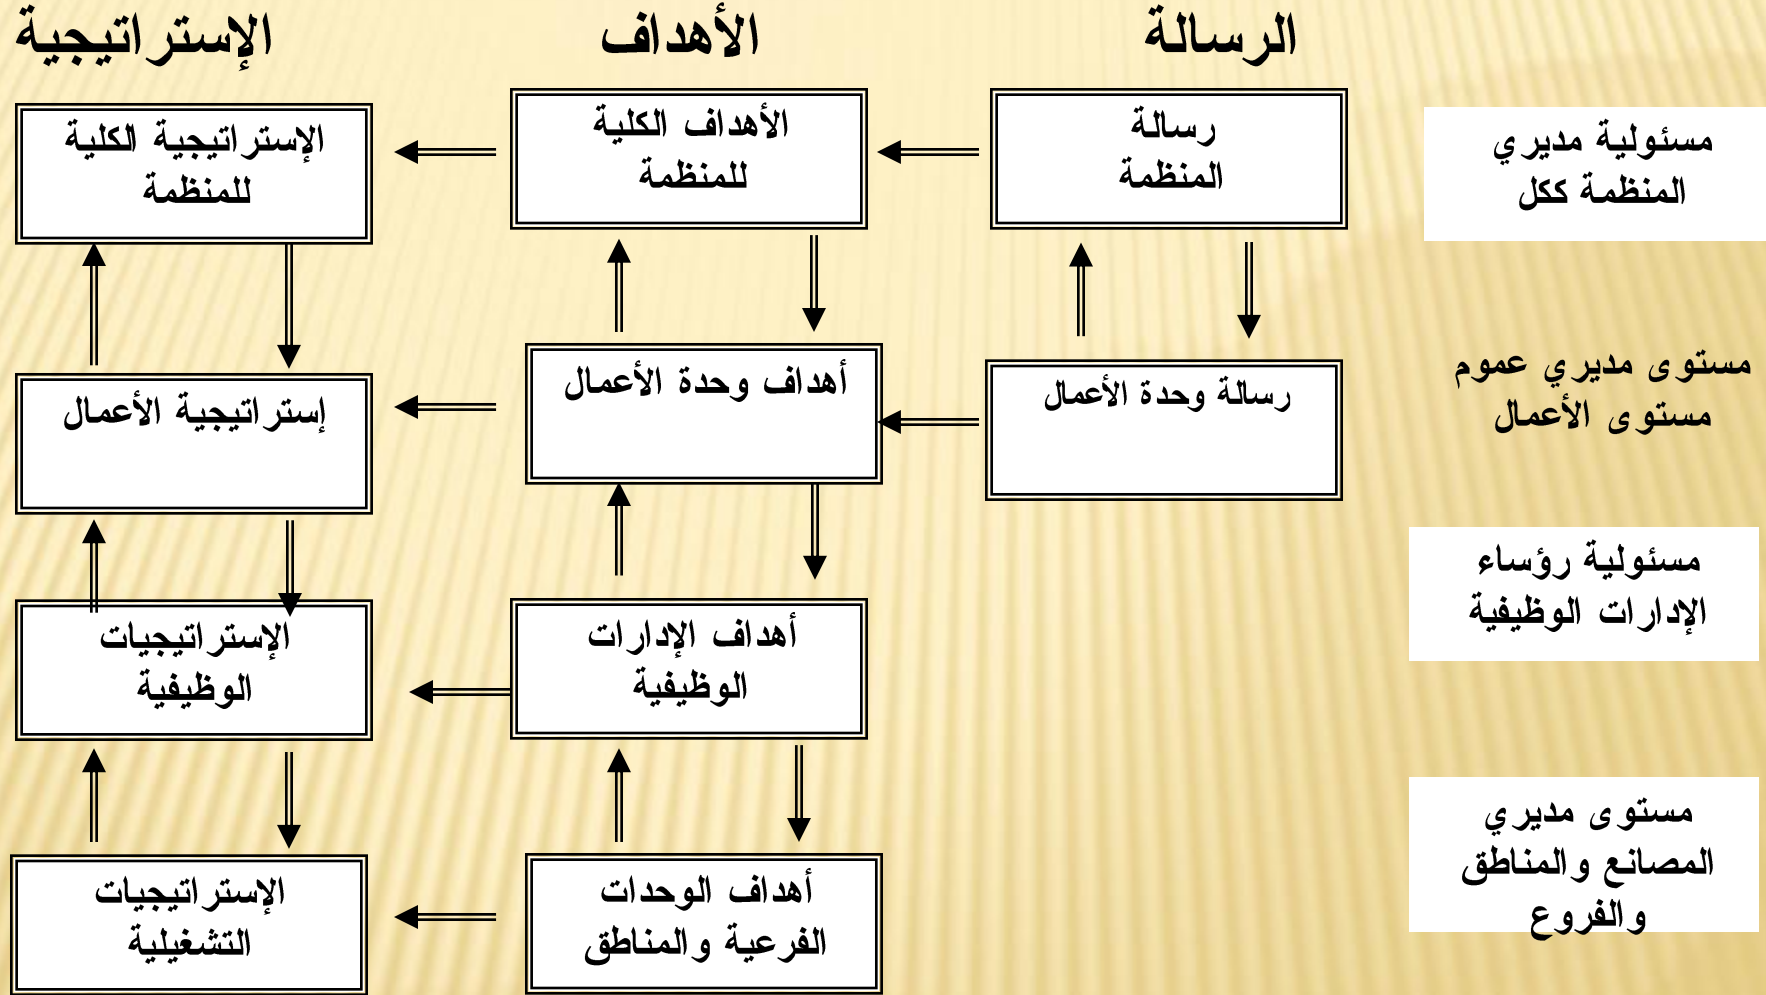 الرسالة
الأهداف
الإستراتيجية
مسئولية مديري
المنظمة ككل
رسالة
المنظمة
الأهداف الكلية
للمنظمة
الإستراتيجية الكلية
للمنظمة
مستوى مديري عموم
مستوى الأعمال
رسالة وحدة الأعمال
أهداف وحدة الأعمال
إستراتيجية الأعمال
مسئولية رؤساء
الإدارات الوظيفية
أهداف الإدارات
الوظيفية
الإستراتيجيات
الوظيفية
مستوى مديري
المصانع والمناطق
والفروع
أهداف الوحدات
الفرعية والمناطق
الإستراتيجيات
التشغيلية